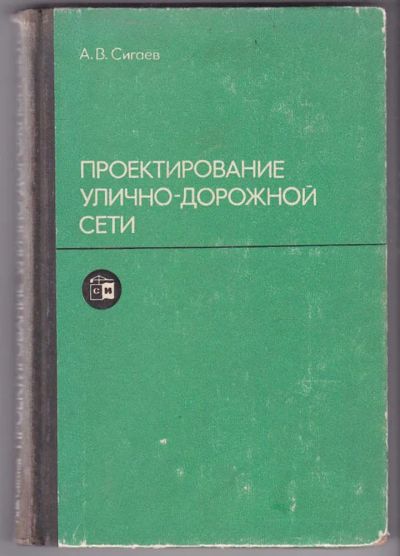 А. В. Сигаев
ПРОЕКТИРОВАНИЕ
УЛИЧНО-ДОРОЖНОЙ
СЕТИ
С И